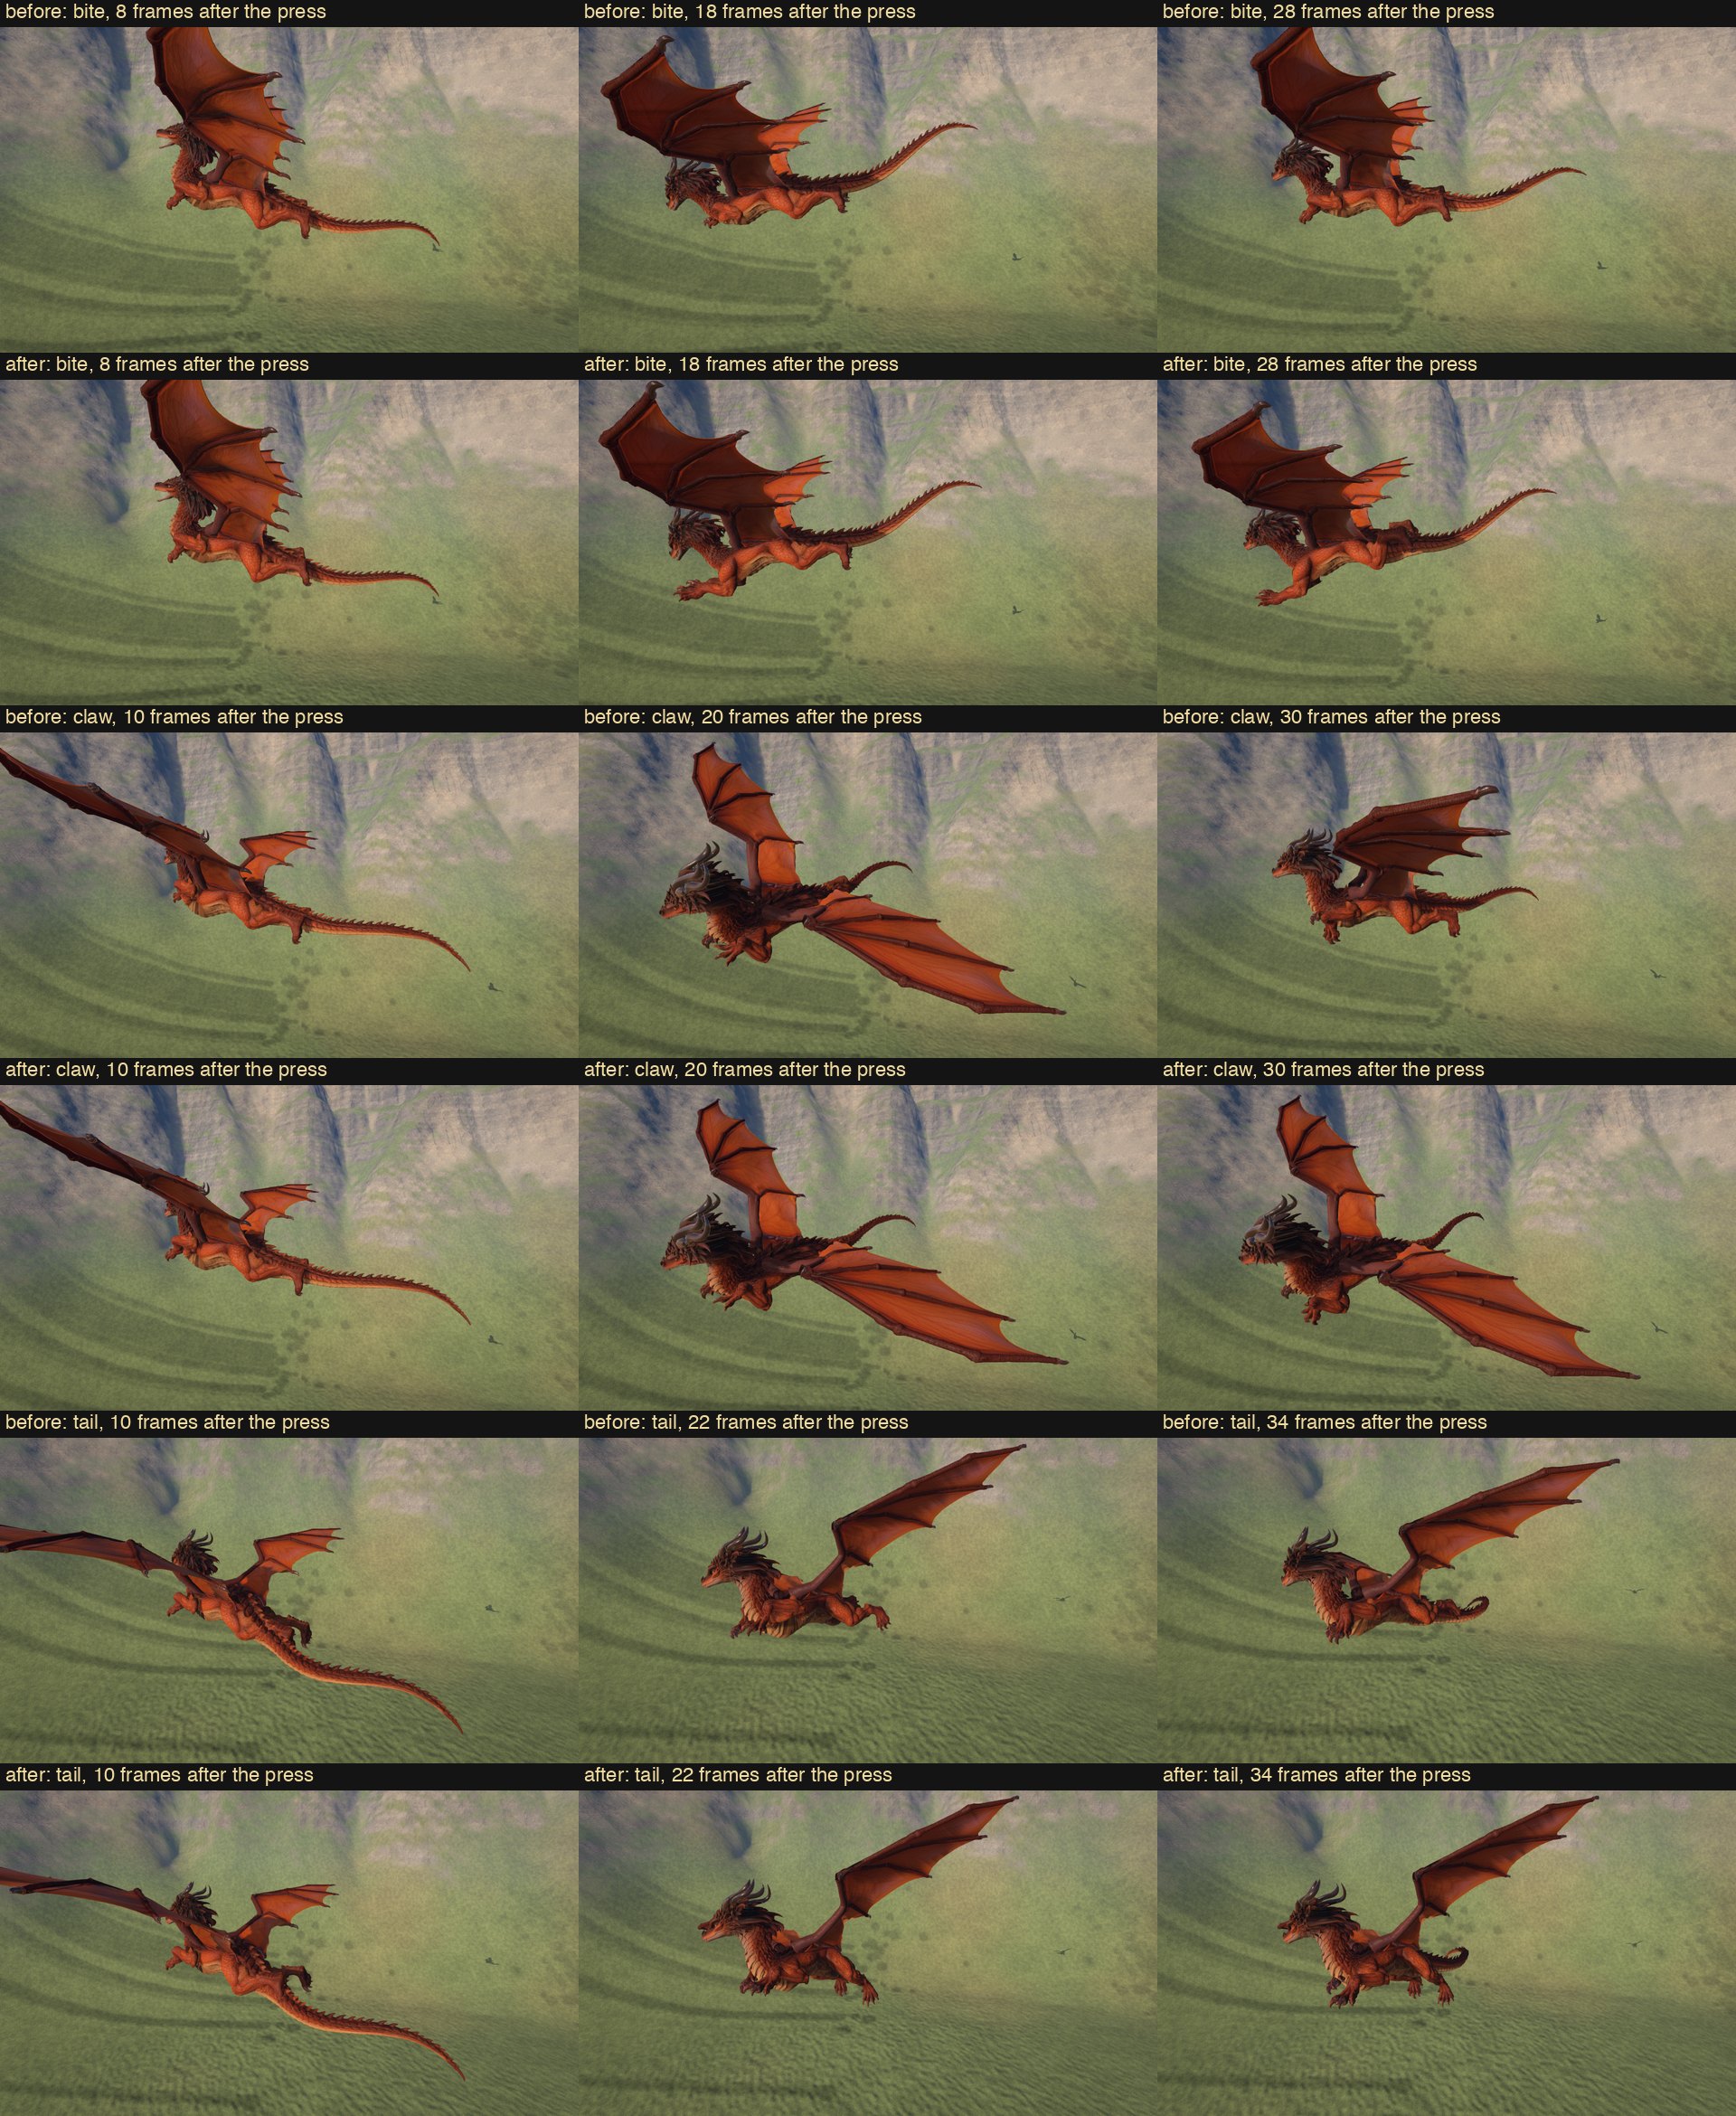 before: bite, 8 frames after the press
before: bite, 18 frames after the press
before: bite, 28 frames after the press
after: bite, 8 frames after the press
after: bite, 18 frames after the press
after: bite, 28 frames after the press
before: claw, 10 frames after the press
before: claw, 20 frames after the press
before: claw, 30 frames after the press
after: claw, 10 frames after the press
after: claw, 20 frames after the press
after: claw, 30 frames after the press
before: tail, 10 frames after the press
before: tail, 22 frames after the press
before: tail, 34 frames after the press
after: tail, 10 frames after the press
after: tail, 22 frames after the press
after: tail, 34 frames after the press